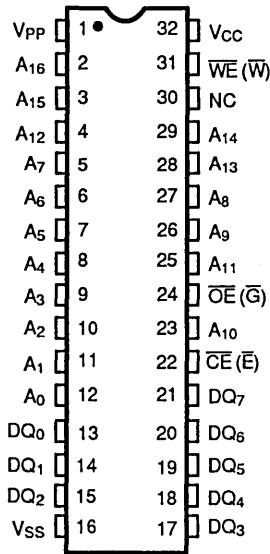 VPP 1 32 VCC
A16 2 31 W̅E̅ (W̅)
A15 3 30 NC
A12 4 29 A14
A7 5 28 A13
A6 6 27 A8
A5 7 26 A9
A4 8 25 A11
A3 9 24 O̅E̅ (G̅)
A2 10 23 A10
A1 11 22 C̅E̅ (E̅)
A0 12 21 DQ7
DQ0 13 20 DQ6
DQ1 14 19 DQ5
DQ2 15 18 DQ4
VSS 16 17 DQ3